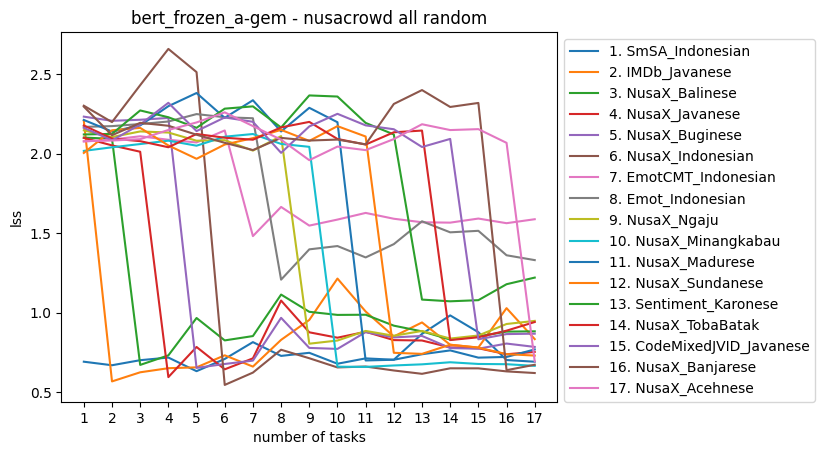 bert_frozen_a-gem - nusacrowd all random
lss
2.5
2.0
1.5
1.0
0.5
1 2 3 4 5 6 7 8 9 10 11 12 13 14 15 16 17
number of tasks
1. SmSA_Indonesian
2. IMDb_Javanese
3. NusaX_Balinese
4. NusaX_Javanese
5. NusaX_Buginese
6. NusaX_Indonesian
7. EmotCMT_Indonesian
8. Emot_Indonesian
9. NusaX_Ngaju
10. NusaX_Minangkabau
11. NusaX_Madurese
12. NusaX_Sundanese
13. Sentiment_Karonese
14. NusaX_TobaBatak
15. CodeMixedJVID_Javanese
16. NusaX_Banjarese
17. NusaX_Acehnese